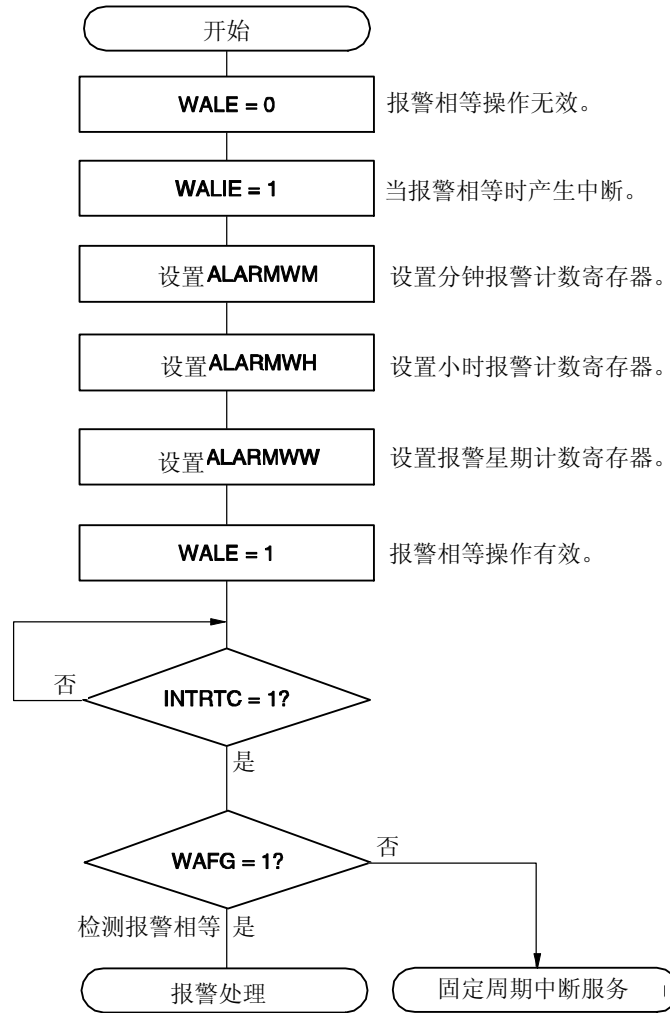 开始
WALE = 0
报警相等操作无效。
WALIE = 1
当报警相等时产生中断。
设置ALARMWM
设置分钟报警计数寄存器。
设置ALARMWH
设置小时报警计数寄存器。
设置ALARMWW
设置报警星期计数寄存器。
WALE = 1
报警相等操作有效。
否
INTRTC = 1?
是
WAFG = 1?
否
检测报警相等 是
报警处理
固定周期中断服务